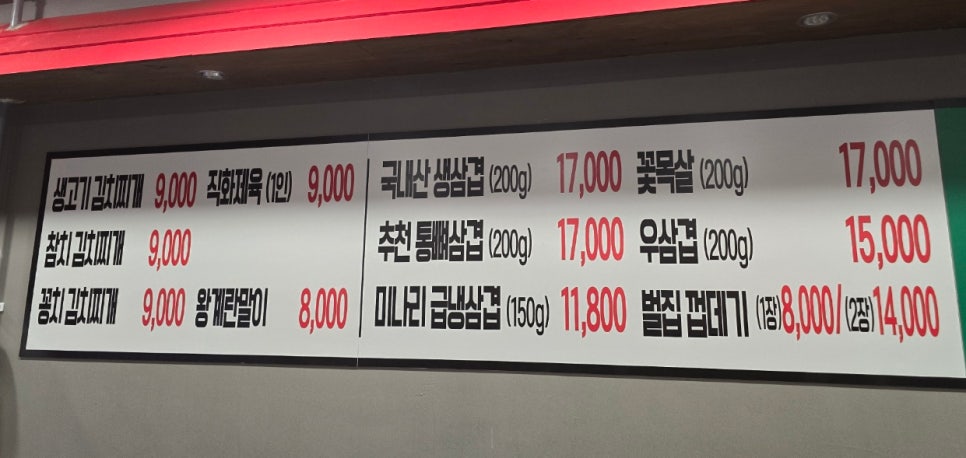 생고기 김치찌개 9,000 직화제육 (1인) 9,000
참치 김치찌개 9,000
꽁치 김치찌개 9,000 왕계란말이 8,000
국내산 생삼겹 (200g) 17,000 꽃목살 (200g) 17,000
추천 통뼈삼겹 (200g) 17,000 우삼겹 (200g) 15,000
미나리 급냉삼겹 (150g) 11,800 벌집 껍데기 (1장)8,000/(2장)14,000